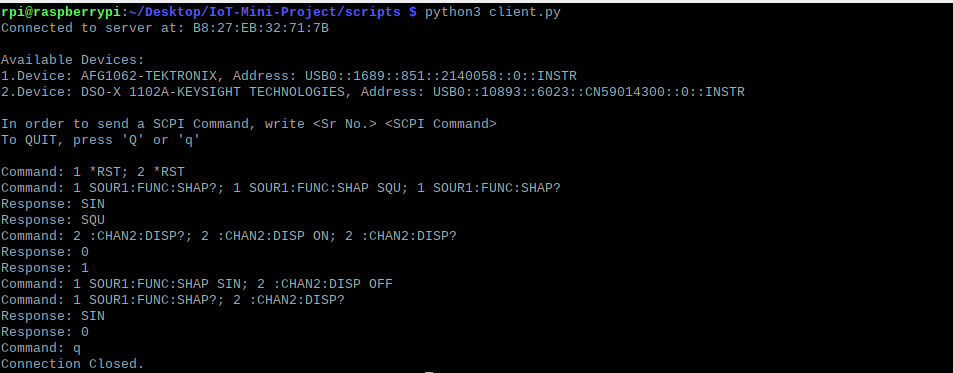 rpi@raspberrypi:~/Desktop/IoT-Mini-Project/scripts $ python3 client.py
Connected to server at: B8:27:EB:32:71:7B
Available Devices:
1.Device: AFG1062-TEKTRONIX, Address: USB0::1689::851::2140058::0::INSTR
2.Device: DSO-X 1102A-KEYSIGHT TECHNOLOGIES, Address: USB0::10893::6023::CN59014300::0::INSTR
In order to send a SCPI Command, write <Sr No.> <SCPI Command>
To QUIT, press 'Q' or 'q'
Command: 1 *RST; 2 *RST
Command: 1 SOUR1:FUNC:SHAP?; 1 SOUR1:FUNC:SHAP SQU; 1 SOUR1:FUNC:SHAP?
Response: SIN
Response: SQU
Command: 2 :CHAN2:DISP?; 2 :CHAN2:DISP ON; 2 :CHAN2:DISP?
Response: 0
Response: 1
Command: 1 SOUR1:FUNC:SHAP SIN; 2 :CHAN2:DISP OFF
Command: 1 SOUR1:FUNC:SHAP?; 2 :CHAN2:DISP?
Response: SIN
Response: 0
Command: q
Connection Closed.